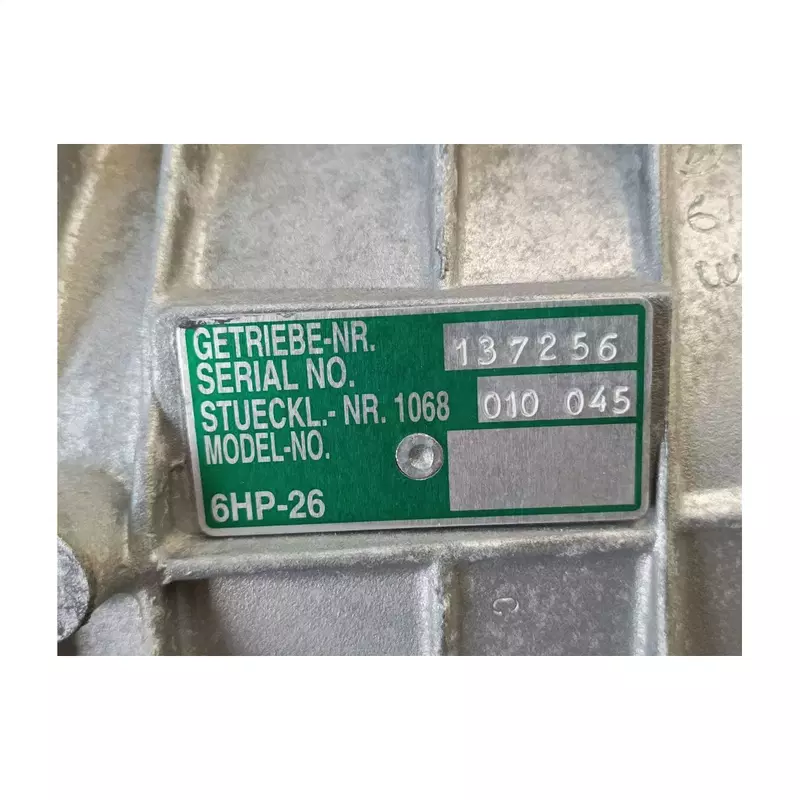 GETRIEBE-NR. 137256
SERIAL NO.
STUECKL.- NR. 1068 010 045
MODEL-NO.
6HP-26
C